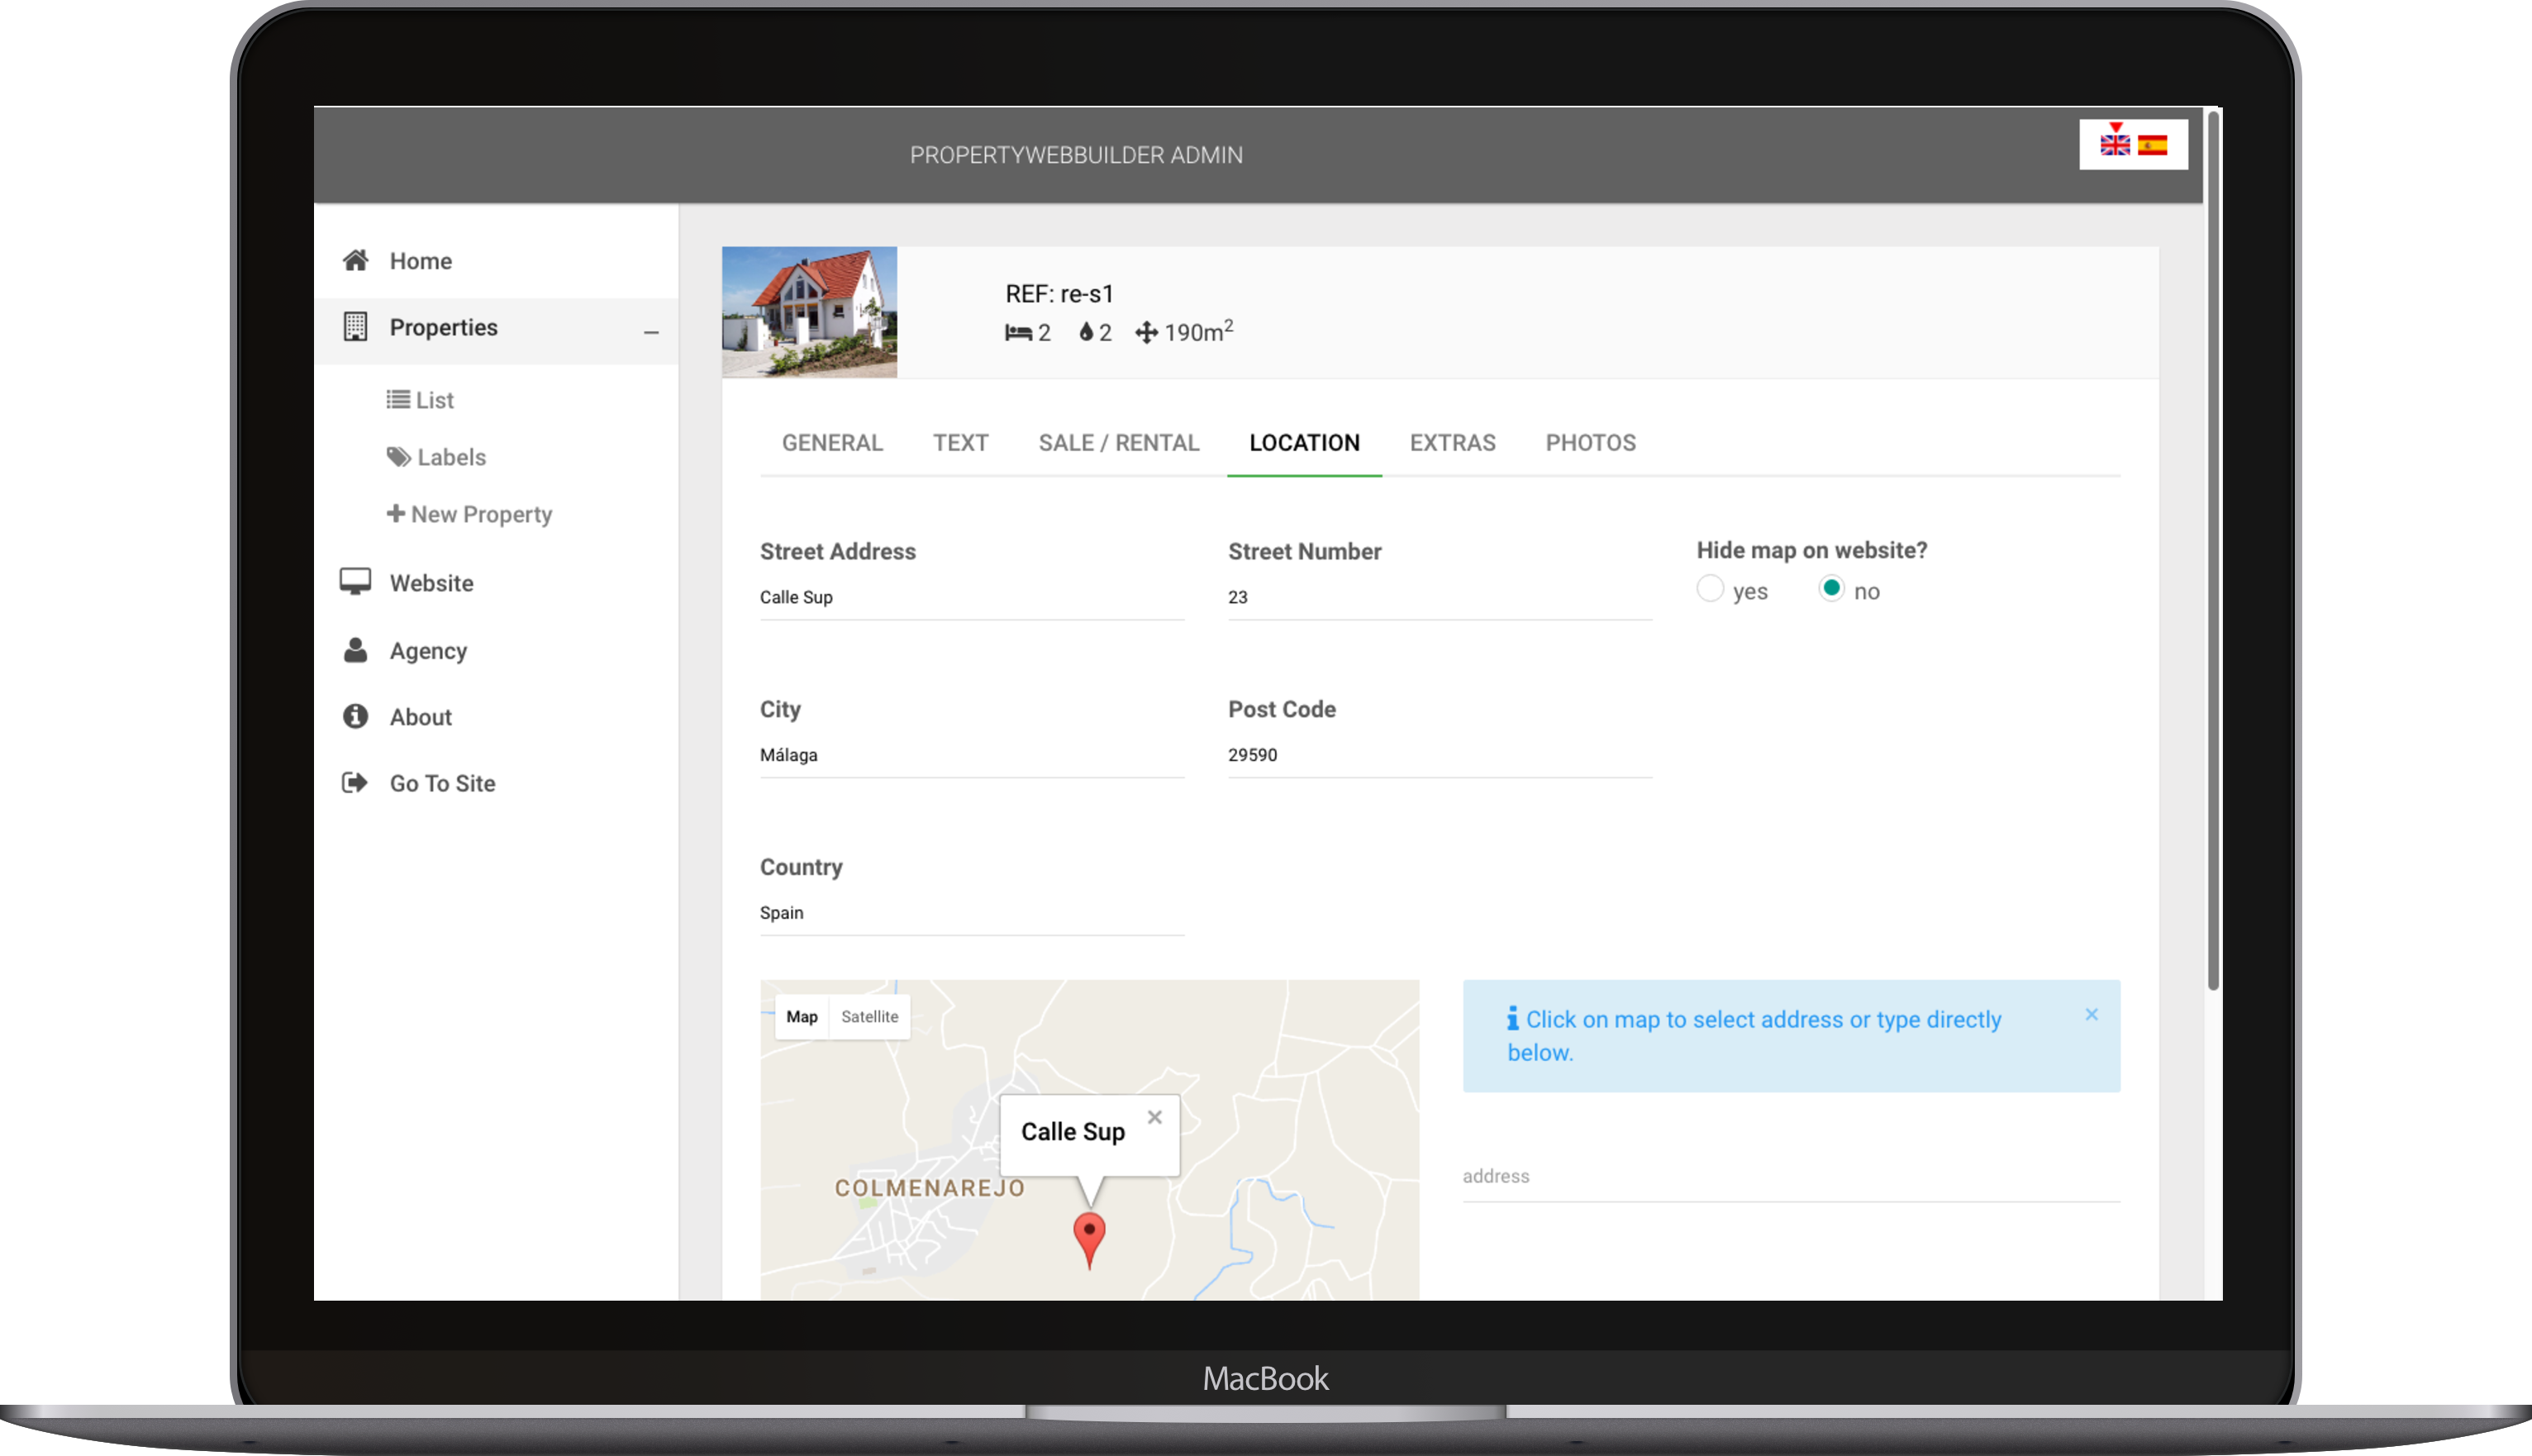 PROPERTYWEBBUILDER ADMIN
Home
Properties
List
Labels
New Property
Website
Agency
About
Go To Site
REF: re-s1
2 2 190m²
GENERAL TEXT SALE / RENTAL LOCATION EXTRAS PHOTOS
Street Address
Calle Sup
Street Number
23
Hide map on website?
yes no
City
Málaga
Post Code
29590
Country
Spain
Map Satellite
Calle Sup
COLMENAREJO
Click on map to select address or type directly
below.
address
MacBook